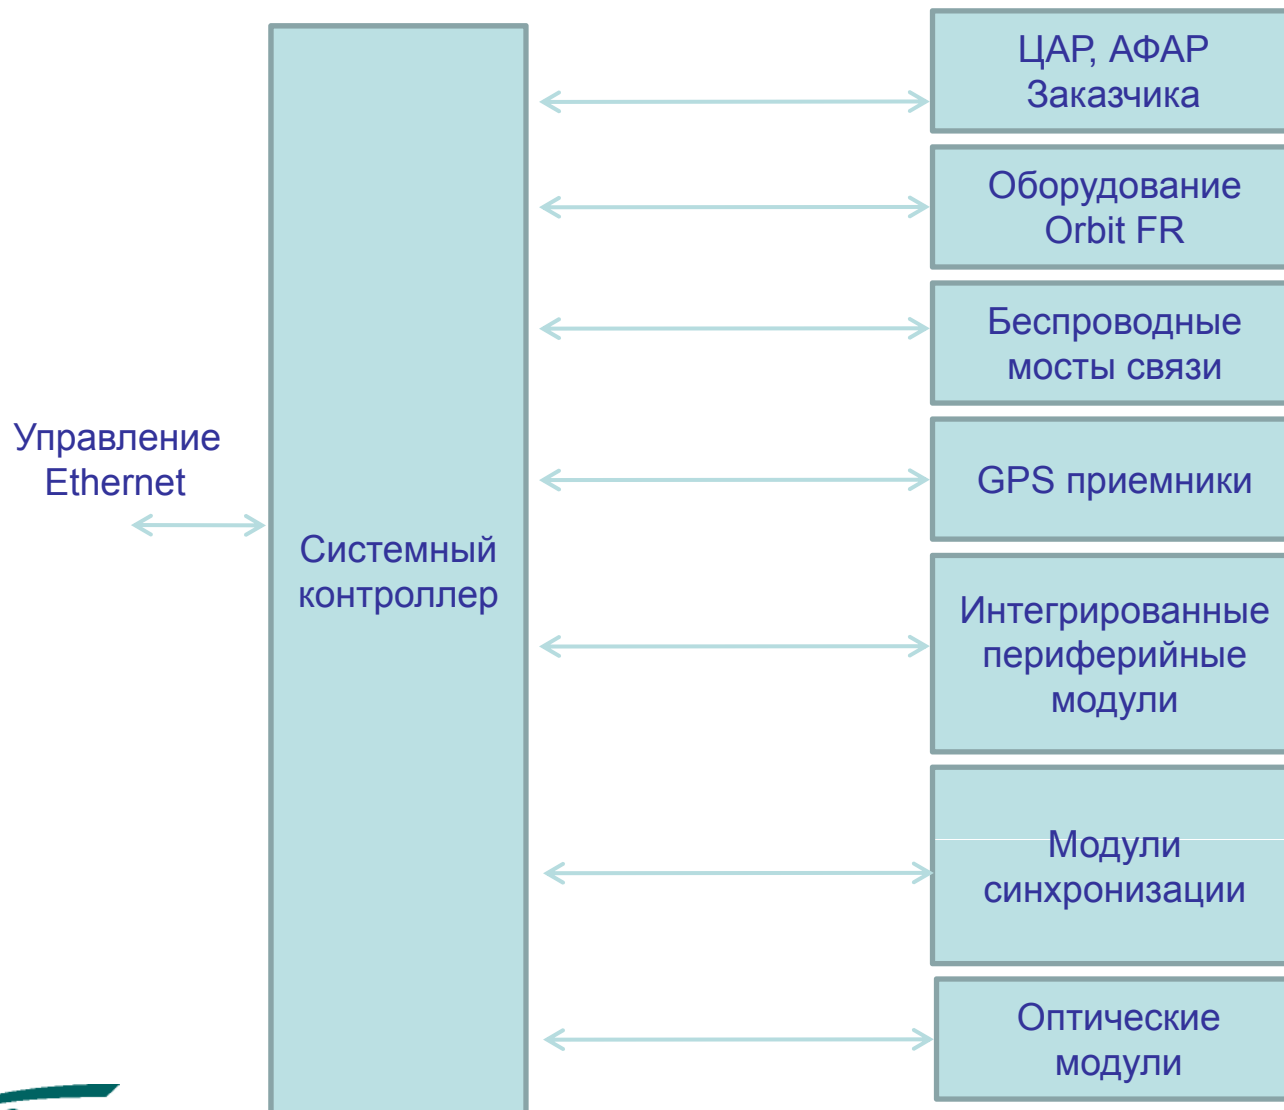 Управление
Ethernet
Системный
контроллер
ЦАР, АФАР
Заказчика
Оборудование
Orbit FR
Беспроводные
мосты связи
GPS приемники
Интегрированные
периферийные
модули
Модули
синхронизации
Оптические
модули